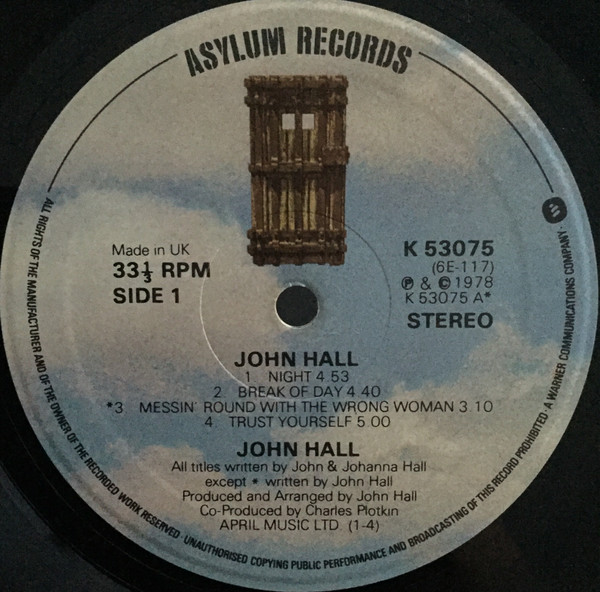 ASYLUM RECORDS
Made in UK
33⅓ RPM
SIDE 1
K 53075
(6E-117)
℗ & © 1978
K 53075 A*
STEREO
JOHN HALL
1 NIGHT 4.53
2 BREAK OF DAY 4.40
*3 MESSIN' ROUND WITH THE WRONG WOMAN 3.10
4 TRUST YOURSELF 5.00
JOHN HALL
All titles written by John & Johanna Hall
except * written by John Hall
Produced and Arranged by John Hall
Co-Produced by Charles Plotkin
APRIL MUSIC LTD. (1-4)
ALL RIGHTS OF THE MANUFACTURER AND OF THE OWNER OF THE RECORDED WORK RESERVED · UNAUTHORISED COPYING PUBLIC PERFORMANCE AND BROADCASTING OF THIS RECORD PROHIBITED · A WARNER COMMUNICATIONS COMPANY ·